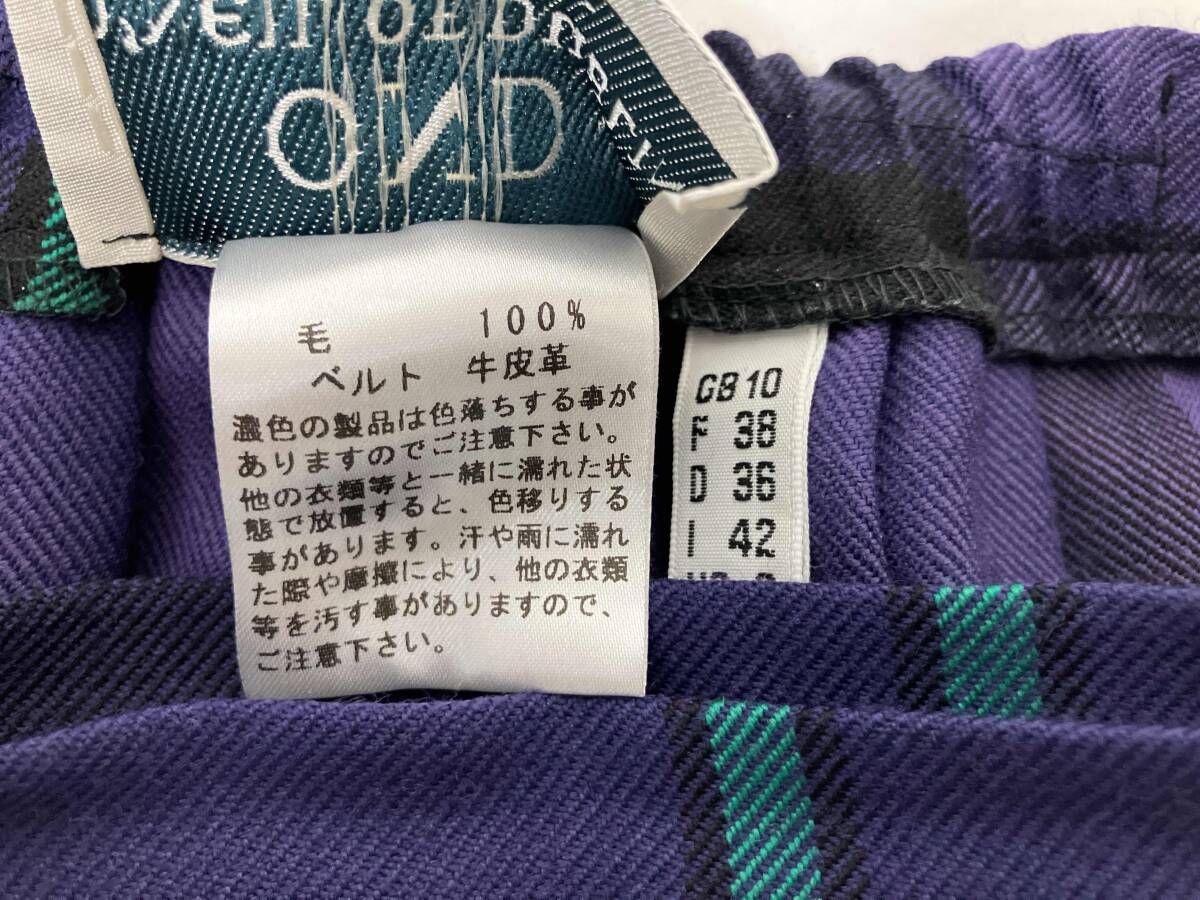 毛 100%
ベルト 牛皮革
濃色の製品は色落ちする事が
ありますのでご注意下さい。
他の衣類等と一緒に濡れた状
態で放置すると、色移りする
事があります。汗や雨に濡れ
た際や摩擦により、他の衣類
等を汚す事がありますので、
ご注意下さい。
GB 10
F 38
D 36
I 42